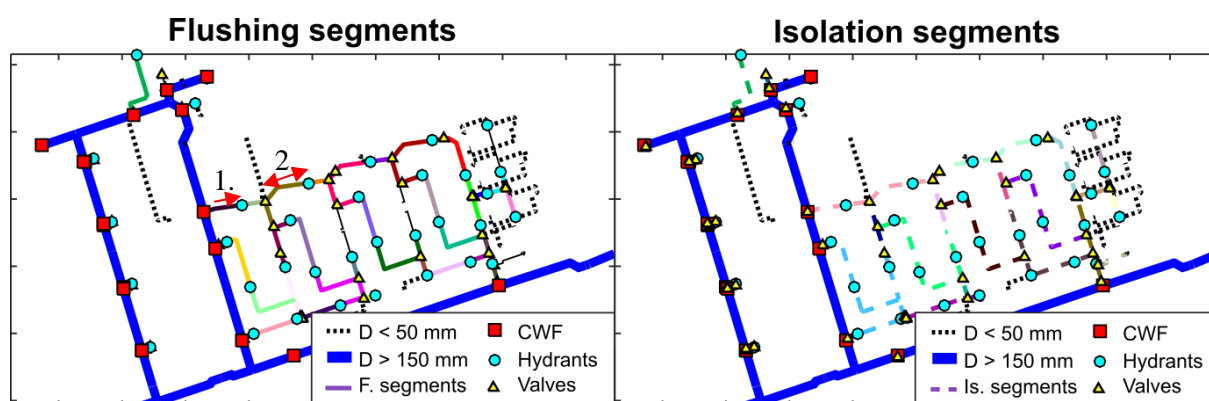 Flushing segments
Isolation segments
1.
2
D < 50 mm
CWF
D > 150 mm
Hydrants
F. segments
Valves
D < 50 mm
CWF
D > 150 mm
Hydrants
Is. segments
Valves